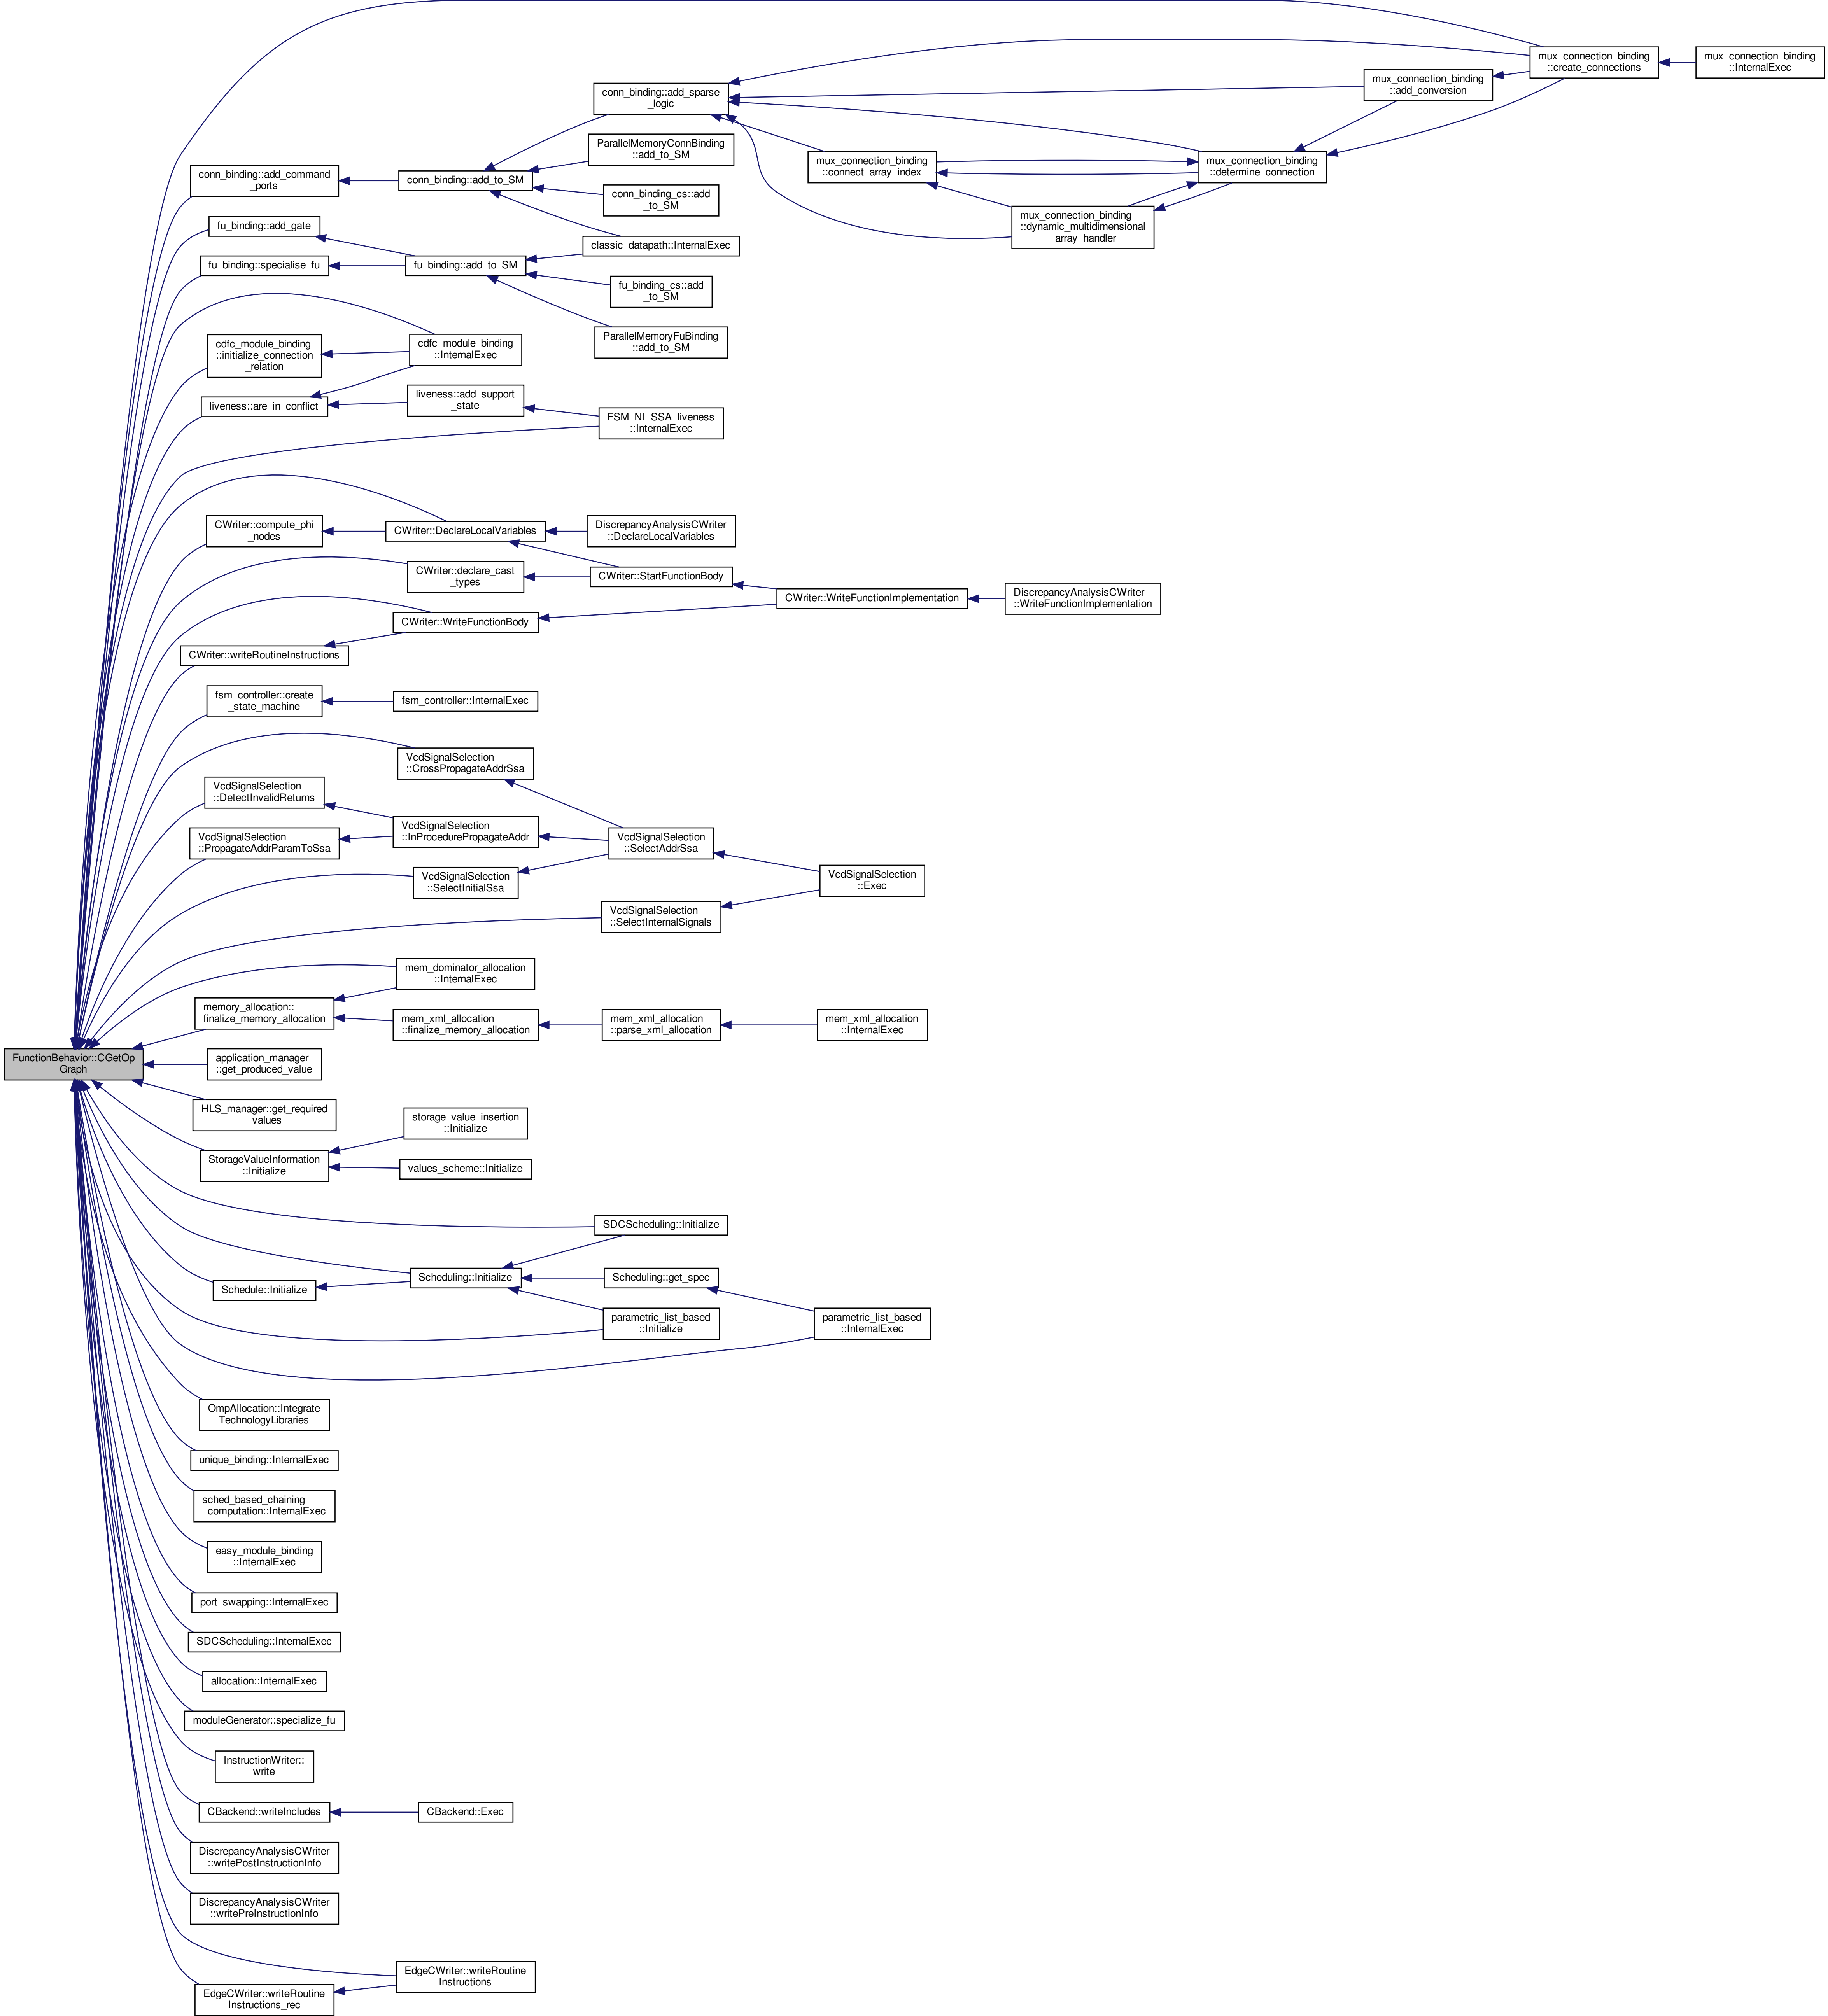 mux_connection_binding
::create_connections
mux_connection_binding
::InternalExec
mux_connection_binding
::add_conversion
conn_binding::add_sparse
_logic
ParallelMemoryConnBinding
::add_to_SM
mux_connection_binding
::connect_array_index
mux_connection_binding
::determine_connection
conn_binding::add_command
_ports
conn_binding::add_to_SM
conn_binding_cs::add
_to_SM
mux_connection_binding
::dynamic_multidimensional
_array_handler
fu_binding::add_gate
classic_datapath::InternalExec
fu_binding::specialise_fu
fu_binding::add_to_SM
fu_binding_cs::add
_to_SM
ParallelMemoryFuBinding
::add_to_SM
cdfc_module_binding
::initialize_connection
_relation
cdfc_module_binding
::InternalExec
liveness::are_in_conflict
liveness::add_support
_state
FSM_NI_SSA_liveness
::InternalExec
CWriter::compute_phi
_nodes
CWriter::DeclareLocalVariables
DiscrepancyAnalysisCWriter
::DeclareLocalVariables
CWriter::declare_cast
_types
CWriter::StartFunctionBody
CWriter::WriteFunctionImplementation
DiscrepancyAnalysisCWriter
::WriteFunctionImplementation
CWriter::WriteFunctionBody
CWriter::writeRoutineInstructions
fsm_controller::create
_state_machine
fsm_controller::InternalExec
VcdSignalSelection
::CrossPropagateAddrSsa
VcdSignalSelection
::DetectInvalidReturns
VcdSignalSelection
::InProcedurePropagateAddr
VcdSignalSelection
::PropagateAddrParamToSsa
VcdSignalSelection
::SelectAddrSsa
VcdSignalSelection
::SelectInitialSsa
VcdSignalSelection
::Exec
VcdSignalSelection
::SelectInternalSignals
mem_dominator_allocation
::InternalExec
memory_allocation::
finalize_memory_allocation
mem_xml_allocation
::finalize_memory_allocation
mem_xml_allocation
::parse_xml_allocation
mem_xml_allocation
::InternalExec
FunctionBehavior::CGetOp
Graph
application_manager
::get_produced_value
HLS_manager::get_required
_values
storage_value_insertion
::Initialize
StorageValueInformation
::Initialize
values_scheme::Initialize
SDCScheduling::Initialize
Scheduling::Initialize
Scheduling::get_spec
Schedule::Initialize
parametric_list_based
::Initialize
parametric_list_based
::InternalExec
OmpAllocation::Integrate
TechnologyLibraries
unique_binding::InternalExec
sched_based_chaining
_computation::InternalExec
easy_module_binding
::InternalExec
port_swapping::InternalExec
SDCScheduling::InternalExec
allocation::InternalExec
moduleGenerator::specialize_fu
InstructionWriter::
write
CBackend::writeIncludes
CBackend::Exec
DiscrepancyAnalysisCWriter
::writePostInstructionInfo
DiscrepancyAnalysisCWriter
::writePreInstructionInfo
EdgeCWriter::writeRoutine
Instructions
EdgeCWriter::writeRoutine
Instructions_rec